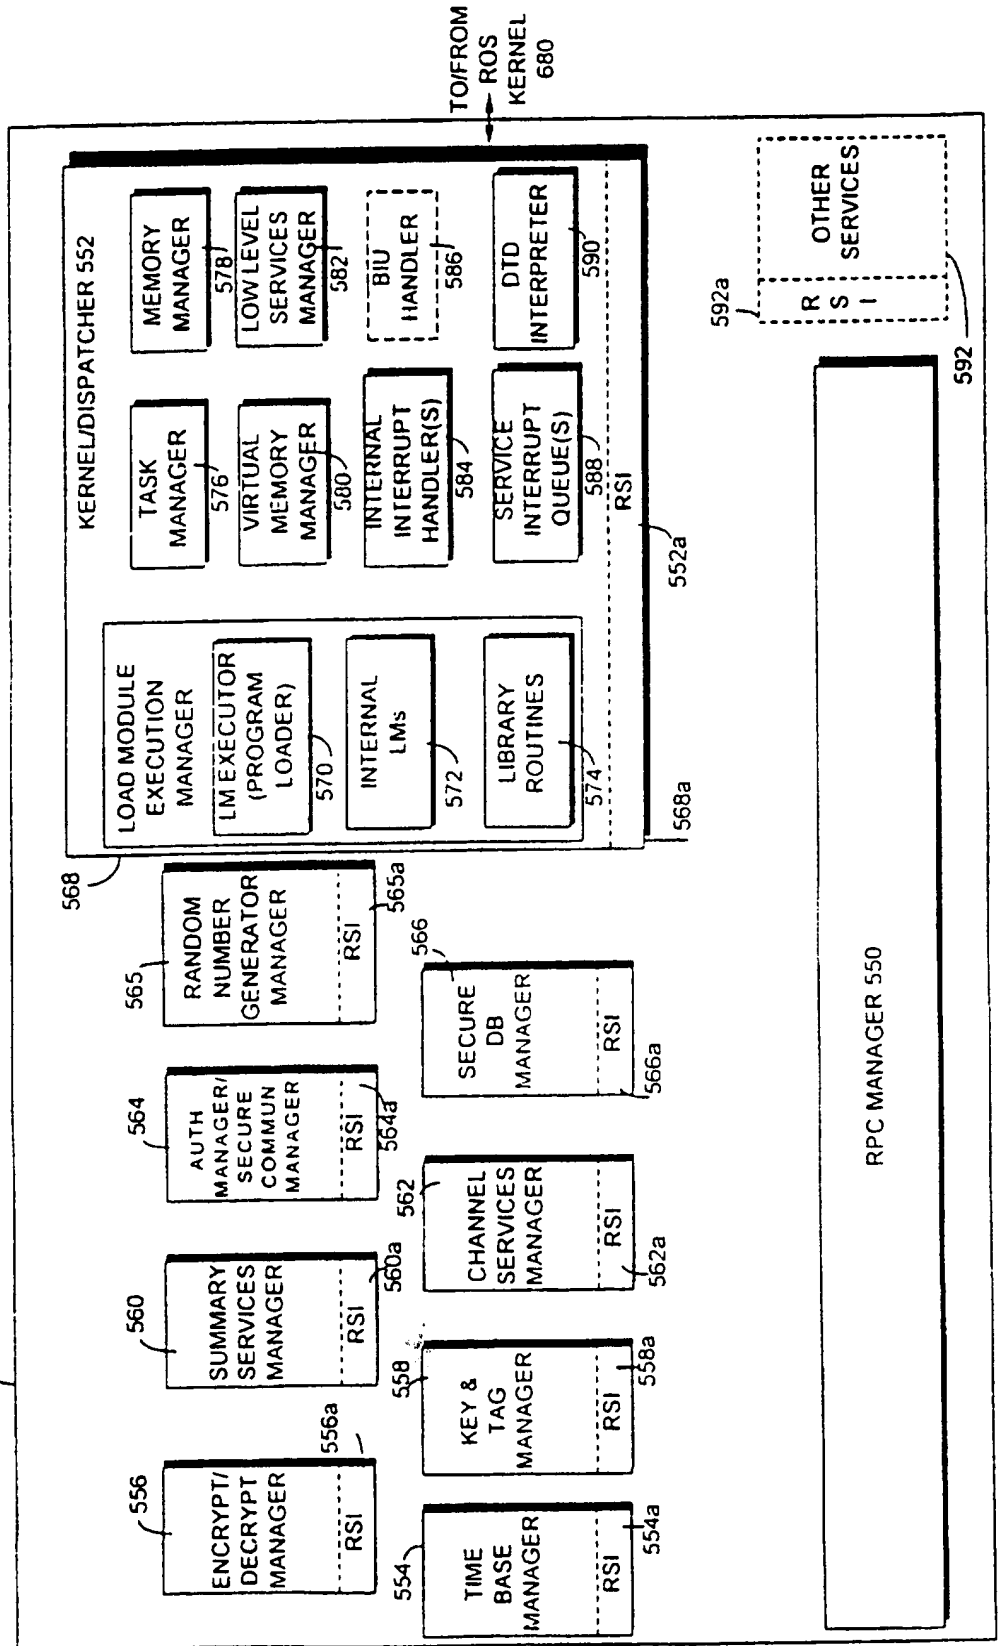 TO/FROM
ROS
KERNEL
680
KERNEL/DISPATCHER 552
LOAD MODULE
EXECUTION
MANAGER
LM EXECUTOR
(PROGRAM
LOADER)
570
INTERNAL
LMs
572
LIBRARY
ROUTINES
574
568
568a
TASK
MANAGER
576
MEMORY
MANAGER
578
VIRTUAL
MEMORY
MANAGER
580
LOW LEVEL
SERVICES
MANAGER
582
INTERNAL
INTERRUPT
HANDLER(S)
584
BIU
HANDLER
586
SERVICE
INTERRUPT
QUEUE(S)
588
DTD
INTERPRETER
590
RSI
552a
556
ENCRYPT/
DECRYPT
MANAGER
RSI
556a
560
SUMMARY
SERVICES
MANAGER
RSI
560a
564
AUTH
MANAGER/
SECURE
COMMUN
MANAGER
RSI
564a
565
RANDOM
NUMBER
GENERATOR
MANAGER
RSI
565a
554
TIME
BASE
MANAGER
RSI
554a
558
KEY &
TAG
MANAGER
RSI
558a
562
CHANNEL
SERVICES
MANAGER
RSI
562a
566
SECURE
DB
MANAGER
RSI
566a
592a
RSI
OTHER
SERVICES
592
RPC MANAGER 550